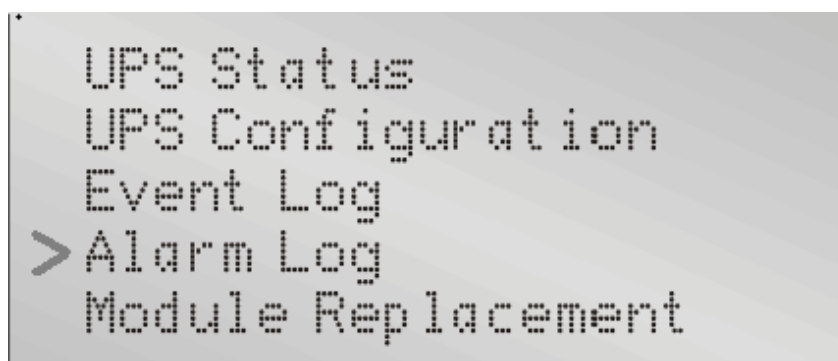 UPS Status
UPS Configuration
Event Log
>Alarm Log
Module Replacement